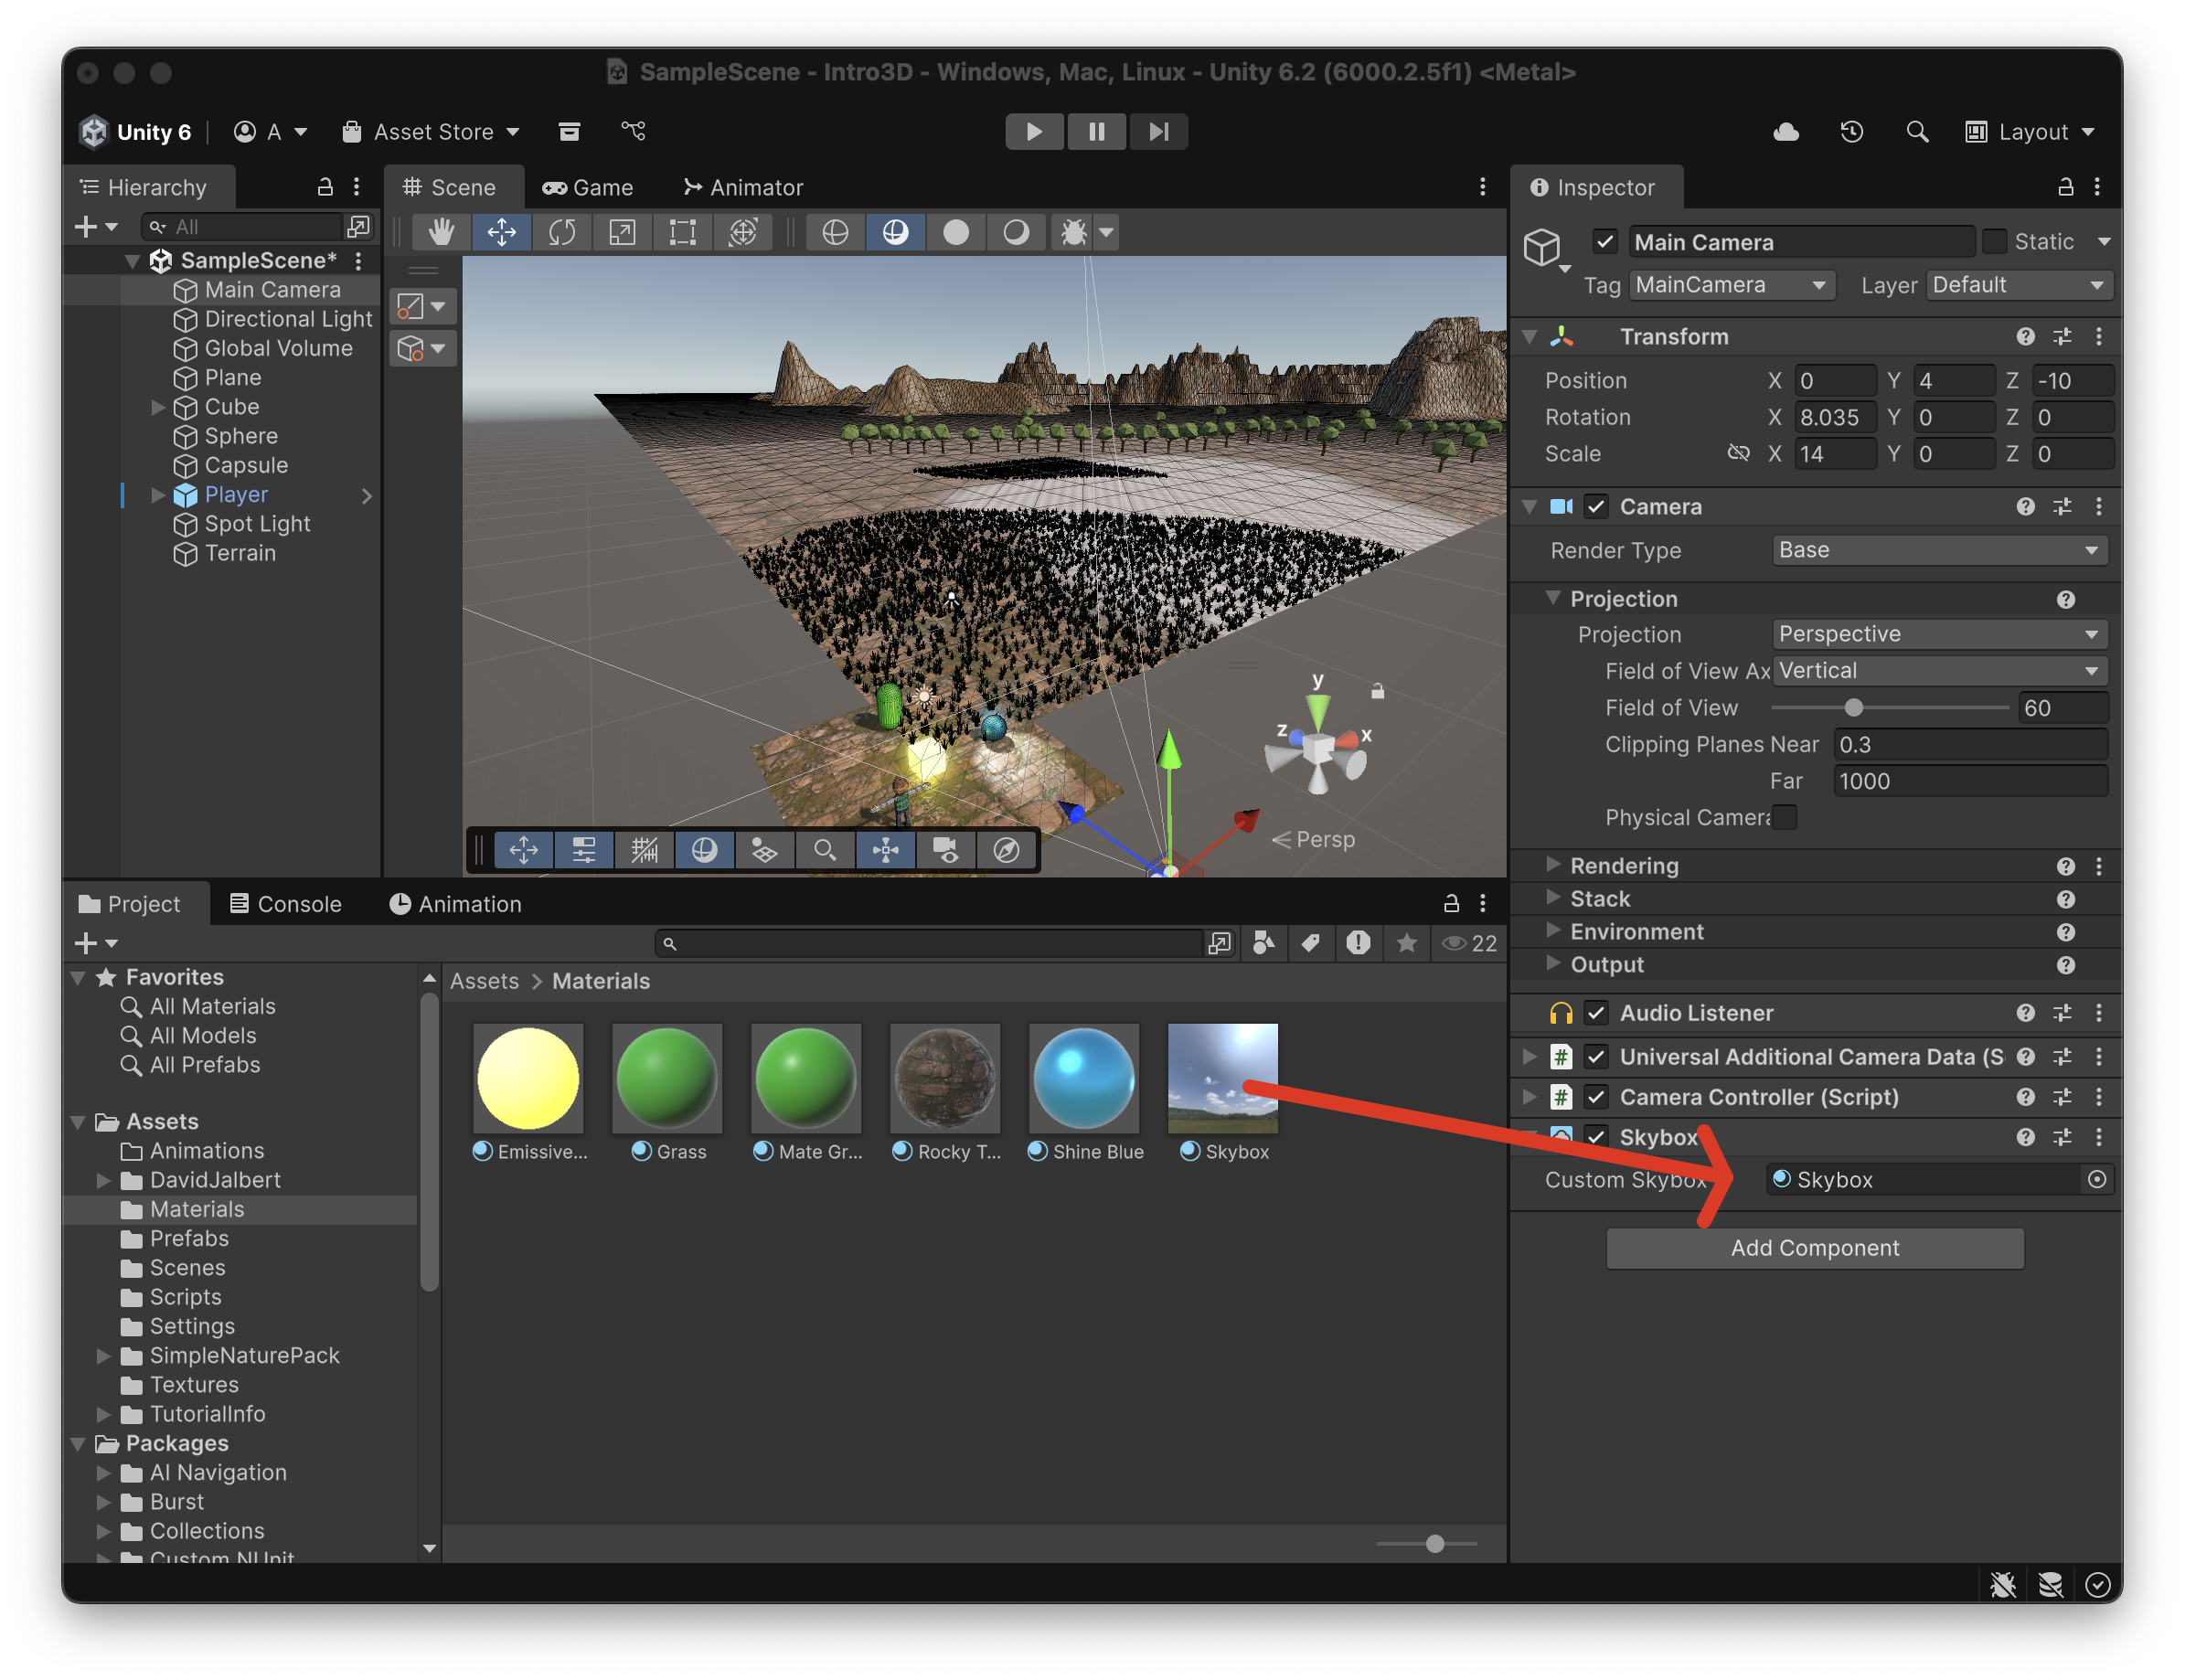 SampleScene - Intro3D - Windows, Mac, Linux - Unity 6.2 (6000.2.5f1) <Metal>
Unity 6
A
Asset Store
Layout
Hierarchy
All
SampleScene*
Main Camera
Directional Light
Global Volume
Plane
Cube
Sphere
Capsule
Player
Spot Light
Terrain
Scene
Game
Animator
y
z
x
Persp
Inspector
Main Camera
Static
Tag
MainCamera
Layer
Default
Transform
Position X 0 Y 4 Z -10
Rotation X 8.035 Y 0 Z 0
Scale X 14 Y 0 Z 0
Camera
Render Type Base
Projection
Projection Perspective
Field of View Ax Vertical
Field of View 60
Clipping Planes Near 0.3
Far 1000
Physical Camera
Rendering
Stack
Environment
Output
Audio Listener
Universal Additional Camera Data (S
Camera Controller (Script)
Skybox
Custom Skybox Skybox
Add Component
Project
Console
Animation
22
Favorites
All Materials
All Models
All Prefabs
Assets
Animations
DavidJalbert
Materials
Prefabs
Scenes
Scripts
Settings
SimpleNaturePack
Textures
TutorialInfo
Packages
AI Navigation
Burst
Collections
Custom NUnit
Assets > Materials
Emissive...
Grass
Mate Gr...
Rocky T...
Shine Blue
Skybox